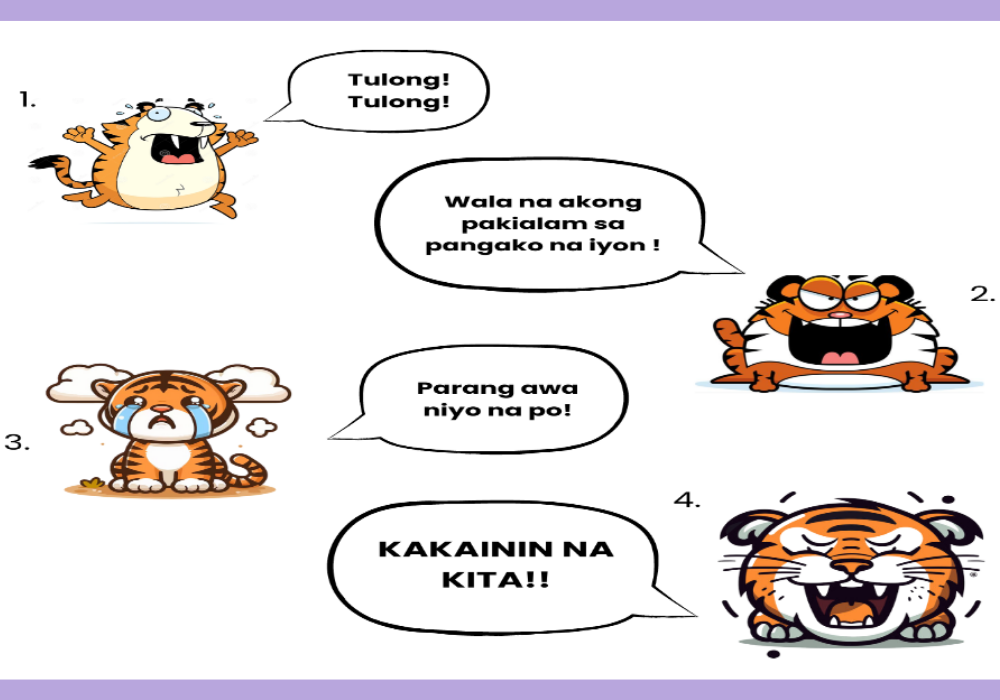 1.
Tulong!
Tulong!
Wala na akong
pakialam sa
pangako na iyon !
2.
Parang awa
niyo na po!
3.
4.
KAKAININ NA
KITA!!